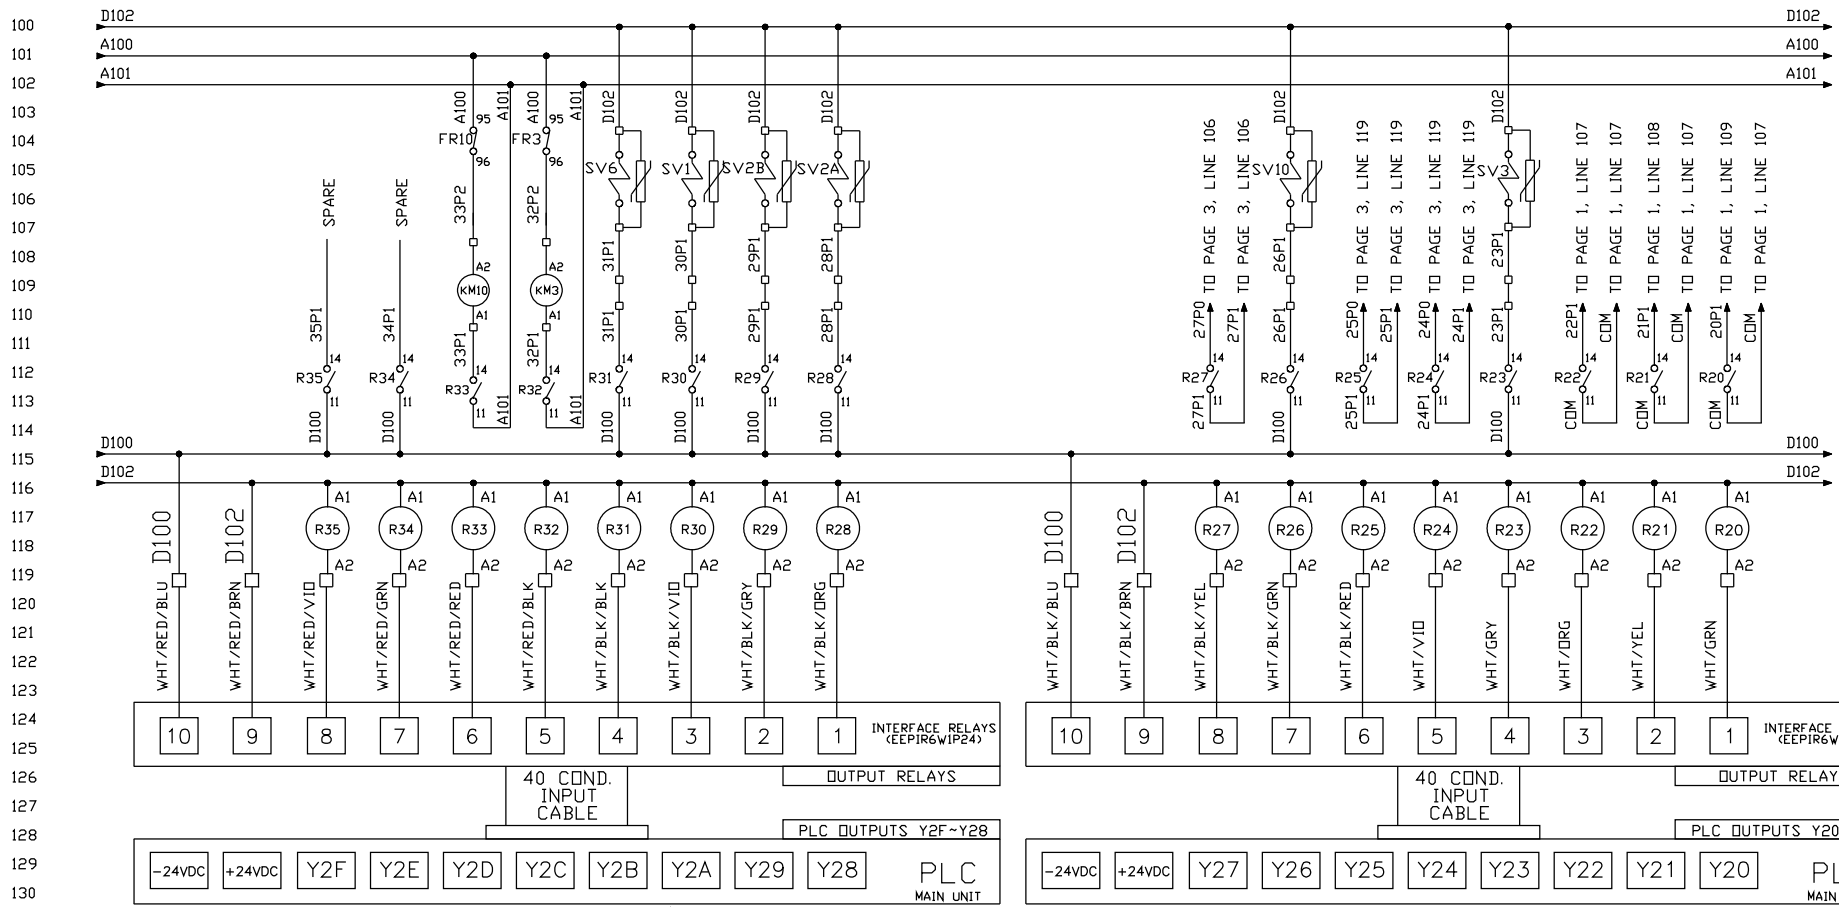 100
101
102
103
104
105
106
107
108
109
110
111
112
113
114
115
116
117
118
119
120
121
122
123
124
125
126
127
128
129
130
D102 D102
A100 A100
A101 A101
A100 A101 A100 A101 D102 D102 D102 D102 D102 D102
95 95
FR10 FR3
96 96
SV6 SV1 SV2B SV2A SV10 SV3
SPARE SPARE
33P2 32P2
31P1 30P1 29P1 28P1 26P1 23P1
A2 A2
KM10 KM3
A1 A1
35P1 34P1 33P1 32P1 31P1 30P1 29P1 28P1 26P1 23P1
27P0 TO PAGE 3, LINE 106
27P1 TO PAGE 3, LINE 106
25P0 TO PAGE 3, LINE 119
25P1 TO PAGE 3, LINE 119
24P0 TO PAGE 3, LINE 119
24P1 TO PAGE 3, LINE 119
22P1 TO PAGE 1, LINE 107
COM TO PAGE 1, LINE 107
21P1 TO PAGE 1, LINE 108
COM TO PAGE 1, LINE 107
20P1 TO PAGE 1, LINE 109
COM TO PAGE 1, LINE 107
14 14 14 14 14 14 14 14 14 14 14 14 14 14 14 14
R35 R34 R33 R32 R31 R30 R29 R28 R27 R26 R25 R24 R23 R22 R21 R20
11 11 11 11 11 11 11 11 11 11 11 11 11 11 11 11
D100 D100 A101 A101 D100 D100 D100 D100 27P1 D100 25P1 24P1 D100 COM COM COM
D100 D100
D102 D102
A1 A1 A1 A1 A1 A1 A1 A1 A1 A1 A1 A1 A1 A1 A1 A1
D100 D102 R35 R34 R33 R32 R31 R30 R29 R28 D100 D102 R27 R26 R25 R24 R23 R22 R21 R20
A2 A2 A2 A2 A2 A2 A2 A2 A2 A2 A2 A2 A2 A2 A2 A2
WHT/RED/BLU
WHT/RED/BRN
WHT/RED/VIO
WHT/RED/GRN
WHT/RED/RED
WHT/RED/BLK
WHT/BLK/BLK
WHT/BLK/VIO
WHT/BLK/GRY
WHT/BLK/ORG
WHT/BLK/BLU
WHT/BLK/BRN
WHT/BLK/YEL
WHT/BLK/GRN
WHT/BLK/RED
WHT/VIO
WHT/GRY
WHT/ORG
WHT/YEL
WHT/GRN
10 9 8 7 6 5 4 3 2 1
INTERFACE RELAYS
(EEPIR6W1P24)
OUTPUT RELAYS
40 COND.
INPUT
CABLE
PLC OUTPUTS Y2F~Y28
-24VDC +24VDC Y2F Y2E Y2D Y2C Y2B Y2A Y29 Y28
PLC
MAIN UNIT
10 9 8 7 6 5 4 3 2 1
INTERFACE
(EEPIR6W
OUTPUT RELAY
40 COND.
INPUT
CABLE
PLC OUTPUTS Y20
-24VDC +24VDC Y27 Y26 Y25 Y24 Y23 Y22 Y21 Y20
PL
MAIN